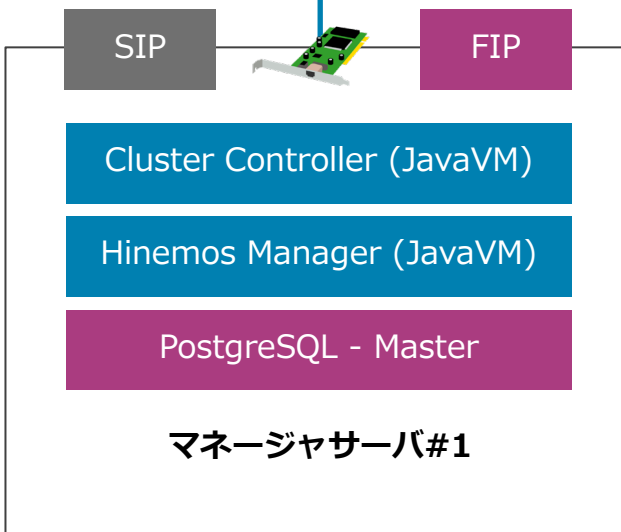 SIP
FIP
Cluster Controller (JavaVM)
Hinemos Manager (JavaVM)
PostgreSQL - Master
マネージャサーバ#1